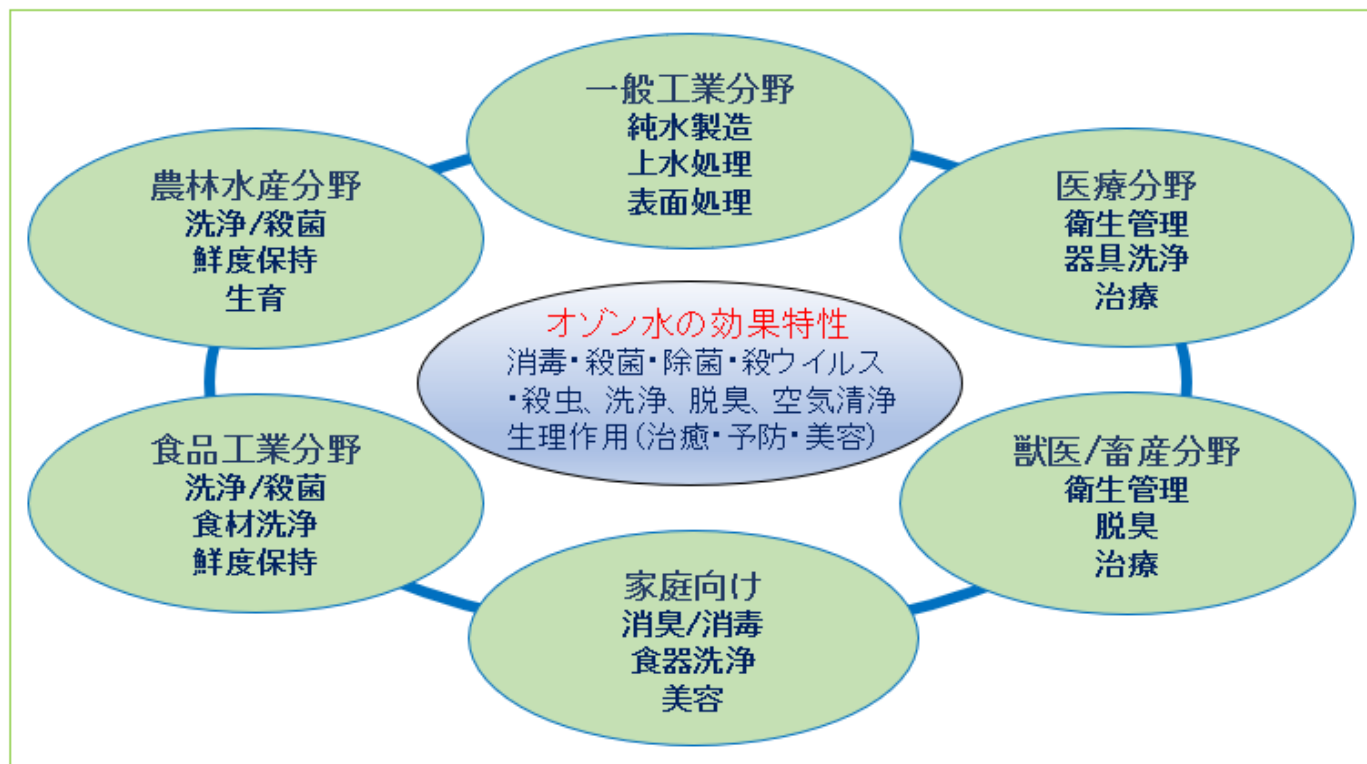 一般工業分野
純水製造
上水処理
表面処理
農林水産分野
洗浄/殺菌
鮮度保持
生育
医療分野
衛生管理
器具洗浄
治療
オゾン水の効果特性
消毒・殺菌・除菌・殺ウイルス
・殺虫、洗浄、脱臭、空気清浄
生理作用(治癒・予防・美容)
食品工業分野
洗浄/殺菌
食材洗浄
鮮度保持
獣医/畜産分野
衛生管理
脱臭
治療
家庭向け
消臭/消毒
食器洗浄
美容